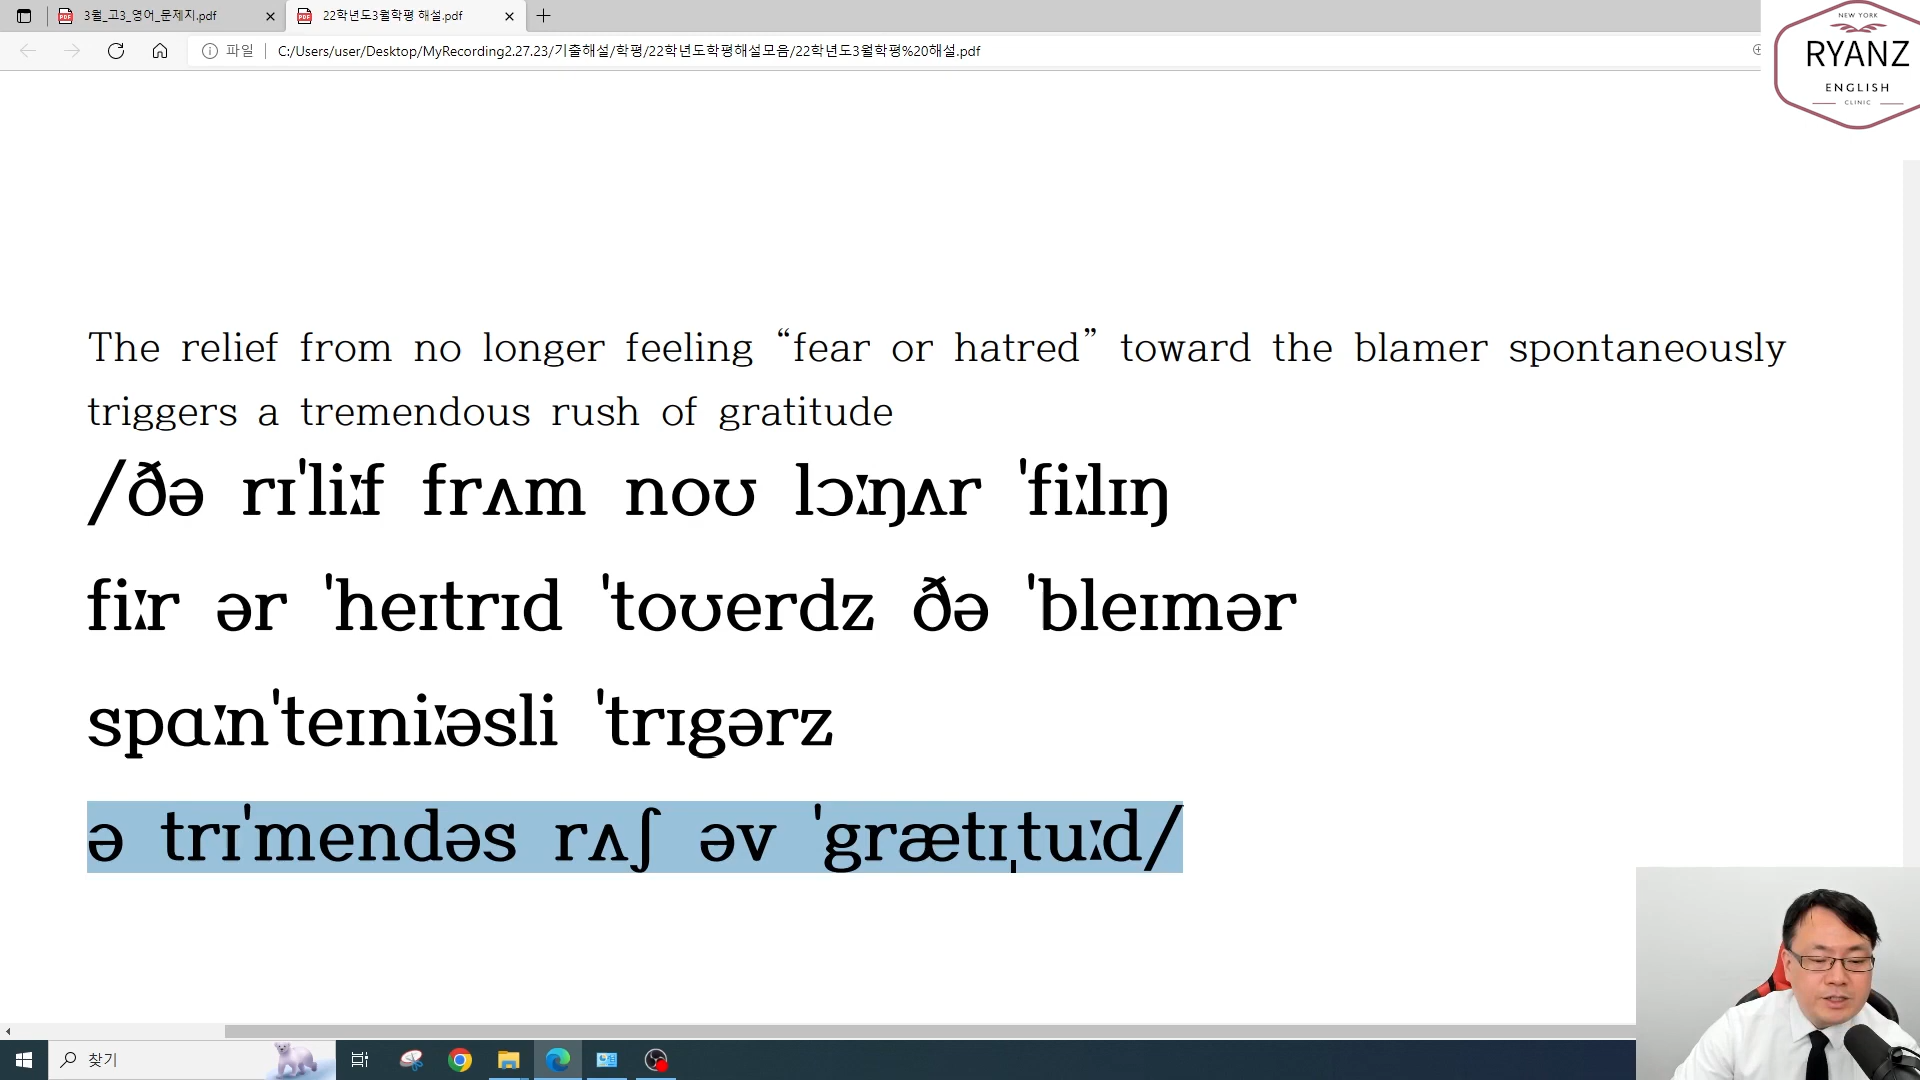 3월_고3_영어_문제지.pdf
22학년도3월학평 해설.pdf
파일
C:/Users/user/Desktop/MyRecording2.27.23/기출해설/학평/22학년도학평해설모음/22학년도3월학평%20해설.pdf
NEW YORK
RYANZ
ENGLISH
CLINIC
The relief from no longer feeling “fear or hatred” toward the blamer spontaneously
triggers a tremendous rush of gratitude
/ðə rɪˈliːf frʌm noʊ lɔːŋʌr ˈfiːlɪŋ
fiːr ər ˈheɪtrɪd ˈtoʊerdz ðə ˈbleɪmər
spɑːnˈteɪniːəsli ˈtrɪgərz
ə trɪˈmendəs rʌʃ əv ˈgrætɪˌtuːd/
찾기